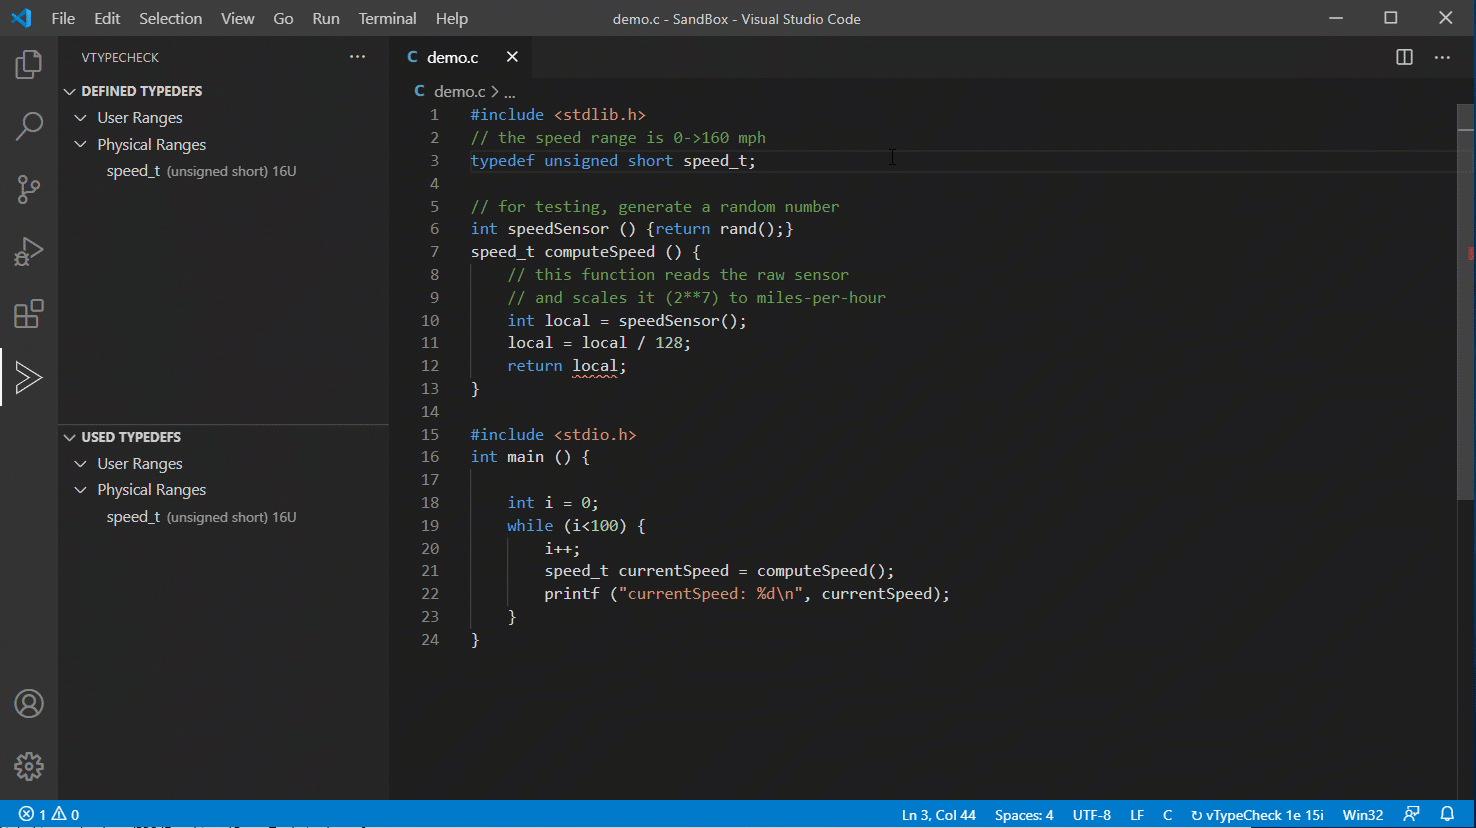 File Edit Selection View Go Run Terminal Help demo.c - SandBox - Visual Studio Code
VTYPECHECK
DEFINED TYPEDEFS
User Ranges
Physical Ranges
speed_t (unsigned short) 16U
USED TYPEDEFS
User Ranges
Physical Ranges
speed_t (unsigned short) 16U
C demo.c
C demo.c > ...
1 #include <stdlib.h>
2 // the speed range is 0->160 mph
3 typedef unsigned short speed_t;
4
5 // for testing, generate a random number
6 int speedSensor () {return rand();}
7 speed_t computeSpeed () {
8 // this function reads the raw sensor
9 // and scales it (2**7) to miles-per-hour
10 int local = speedSensor();
11 local = local / 128;
12 return local;
13 }
14
15 #include <stdio.h>
16 int main () {
17
18 int i = 0;
19 while (i<100) {
20 i++;
21 speed_t currentSpeed = computeSpeed();
22 printf ("currentSpeed: %d\n", currentSpeed);
23 }
24 }
1 0 Ln 3, Col 44 Spaces: 4 UTF-8 LF C vTypeCheck 1e 15i Win32